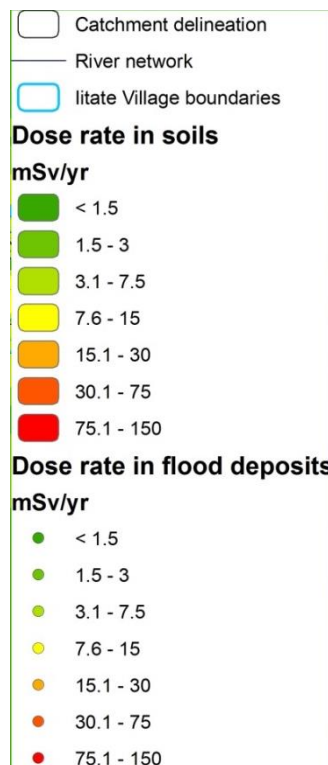 Catchment delineation
River network
Iitate Village boundaries
Dose rate in soils
mSv/yr
< 1.5
1.5 - 3
3.1 - 7.5
7.6 - 15
15.1 - 30
30.1 - 75
75.1 - 150
Dose rate in flood deposits
mSv/yr
< 1.5
1.5 - 3
3.1 - 7.5
7.6 - 15
15.1 - 30
30.1 - 75
75.1 - 150